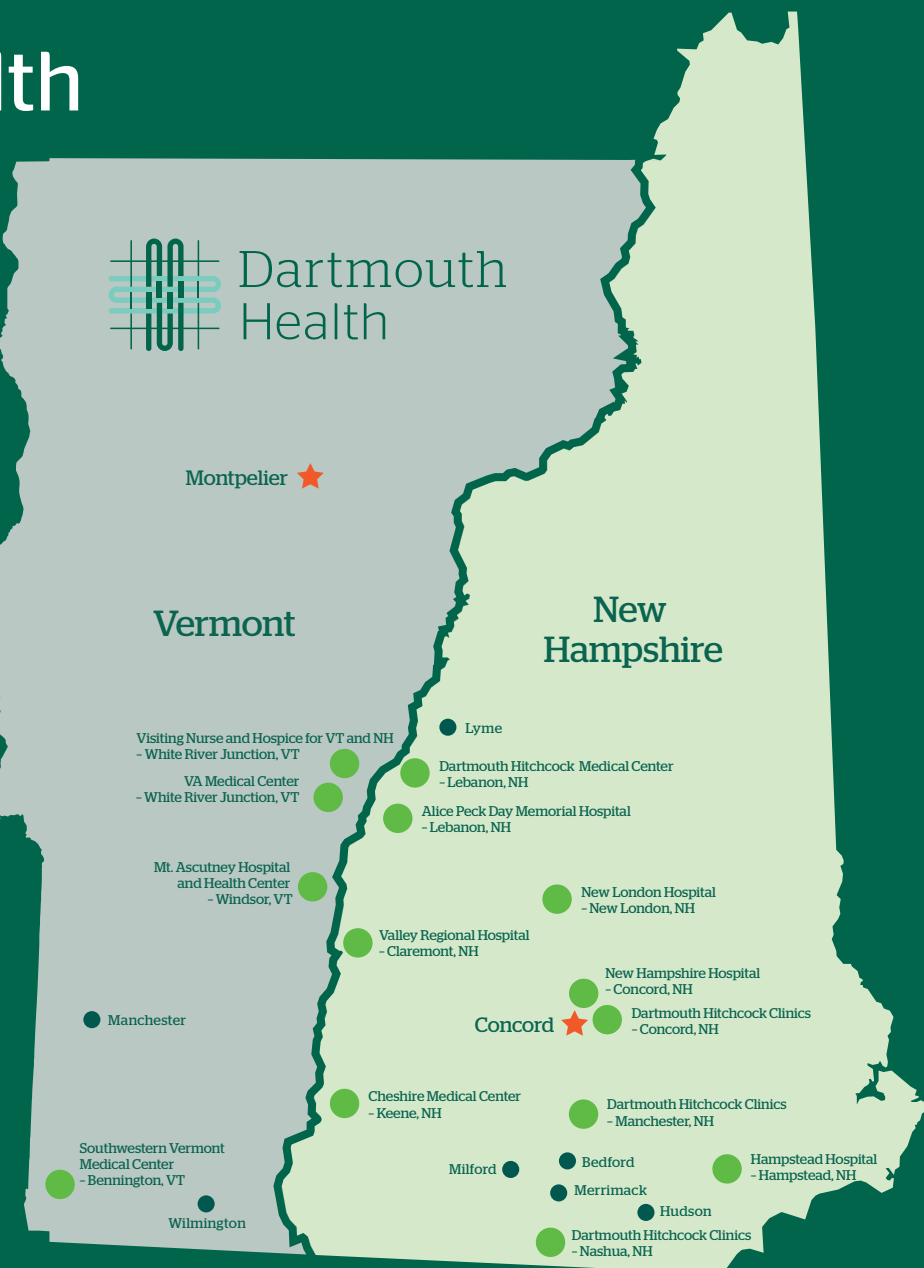 lth
Dartmouth
Health
Montpelier
Vermont
New
Hampshire
Lyme
Visiting Nurse and Hospice for VT and NH
– White River Junction, VT
Dartmouth Hitchcock Medical Center
– Lebanon, NH
VA Medical Center
– White River Junction, VT
Alice Peck Day Memorial Hospital
– Lebanon, NH
Mt. Ascutney Hospital
and Health Center
– Windsor, VT
New London Hospital
– New London, NH
Valley Regional Hospital
– Claremont, NH
New Hampshire Hospital
– Concord, NH
Concord
Dartmouth Hitchcock Clinics
– Concord, NH
Manchester
Cheshire Medical Center
– Keene, NH
Dartmouth Hitchcock Clinics
– Manchester, NH
Southwestern Vermont
Medical Center
– Bennington, VT
Milford
Bedford
Hampstead Hospital
– Hampstead, NH
Merrimack
Wilmington
Hudson
Dartmouth Hitchcock Clinics
– Nashua, NH